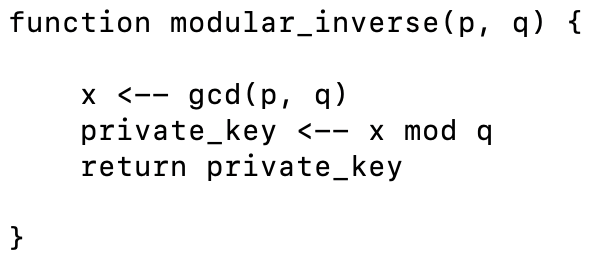 function modular_inverse(p, q) {
x <-- gcd(p, q)
private_key <-- x mod q
return private_key
}